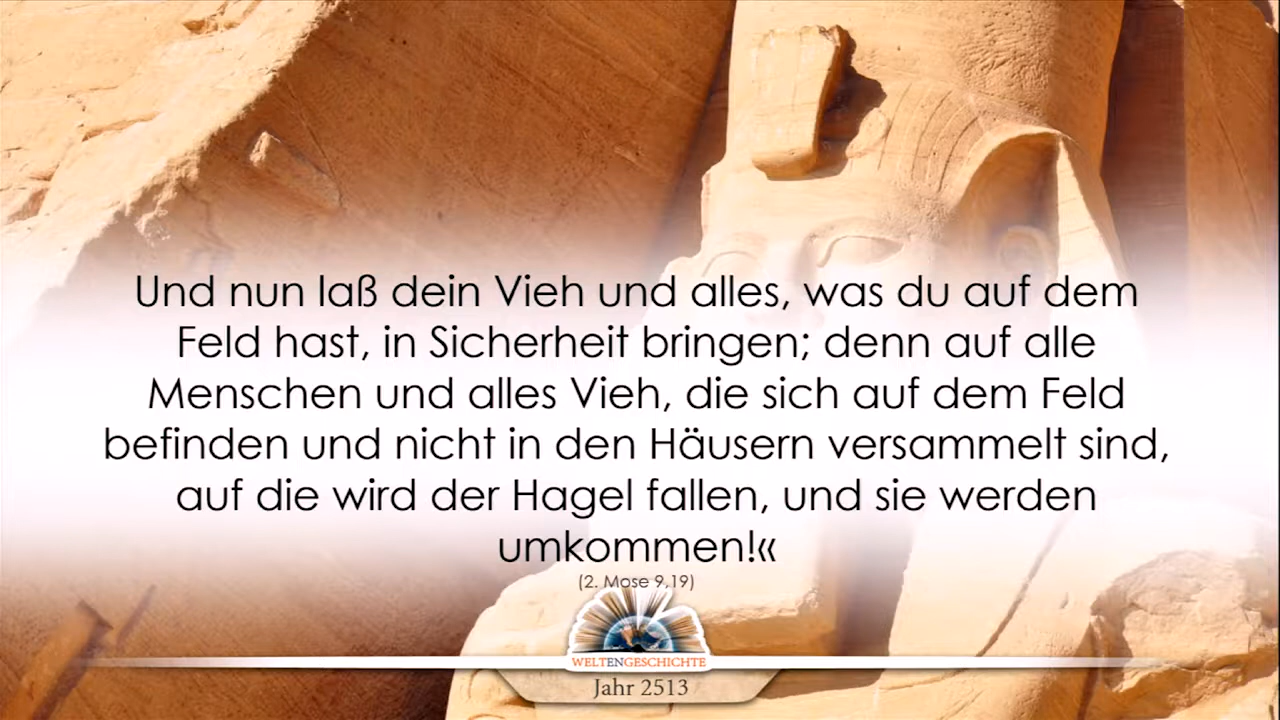 Und nun laß dein Vieh und alles, was du auf dem
Feld hast, in Sicherheit bringen; denn auf alle
Menschen und alles Vieh, die sich auf dem Feld
befinden und nicht in den Häusern versammelt sind,
auf die wird der Hagel fallen, und sie werden
umkommen!«
(2. Mose 9,19)
WELTENGESCHICHTE
Jahr 2513